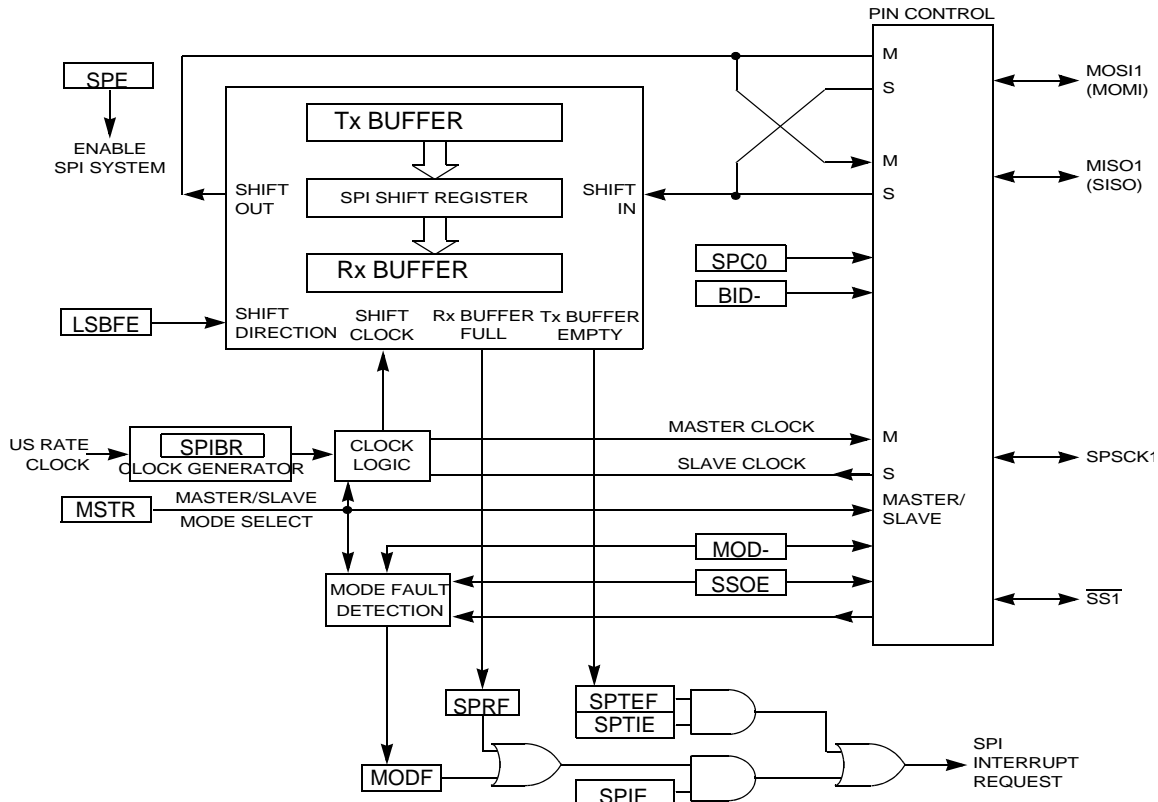 PIN CONTROL
M
SPE
S
MOSI1
(MOMI)
ENABLE
SPI SYSTEM
Tx BUFFER
M
MISO1
(SISO)
SHIFT
OUT
SPI SHIFT REGISTER
SHIFT
IN
S
Rx BUFFER
SPC0
BID-
LSBFE
SHIFT
DIRECTION
SHIFT
CLOCK
Rx BUFFER
FULL
Tx BUFFER
EMPTY
US RATE
CLOCK
SPIBR
CLOCK GENERATOR
CLOCK
LOGIC
MASTER CLOCK
M
SLAVE CLOCK
S
SPSCK1
MSTR
MASTER/SLAVE
MODE SELECT
MASTER/
SLAVE
MOD-
MODE FAULT
DETECTION
SSOE
SS1
SPRF
SPTEF
SPTIE
MODF
SPIE
SPI
INTERRUPT
REQUEST